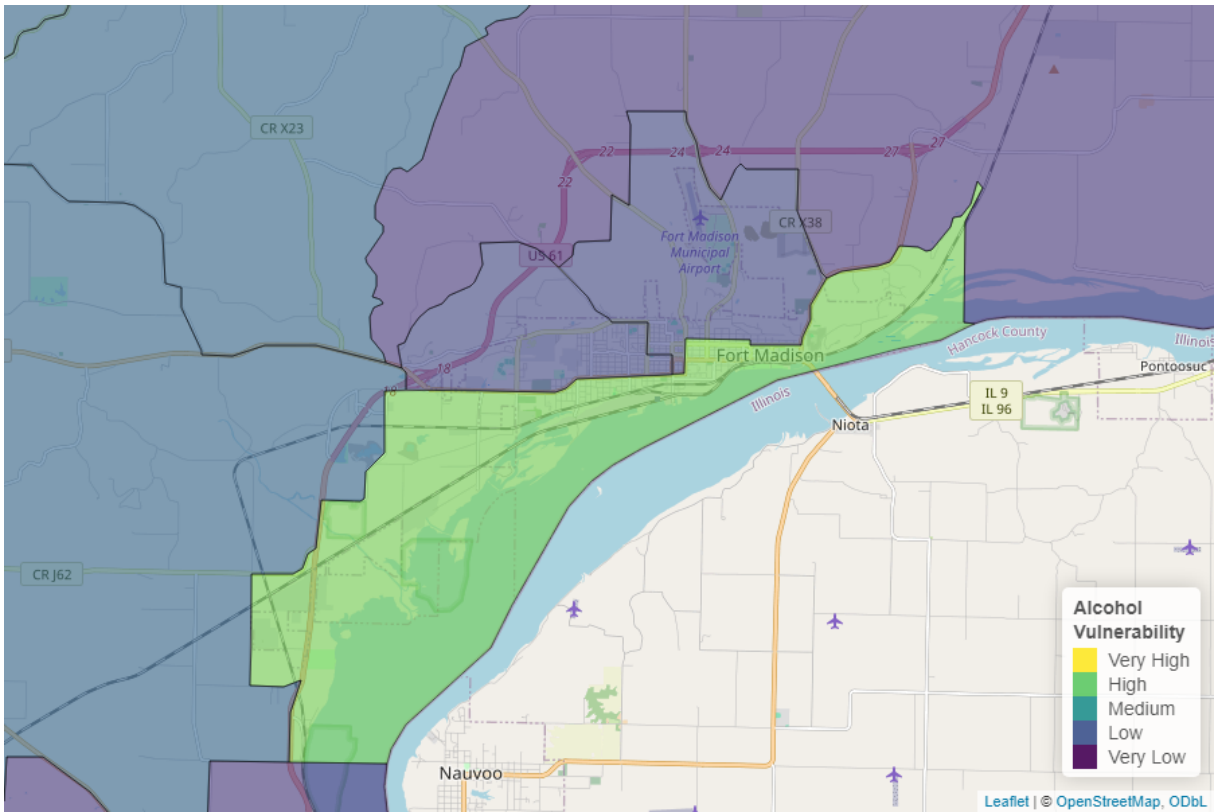 CR X23
22
24
24
27
27
22
CR X38
Fort Madison
Municipal
Airport
US 61
Hancock County
Illinois
18
Fort Madison
Pontoosuc
18
Illinois
IL 9
IL 96
Niota
CR J62
Nauvoo
Alcohol
Vulnerability
Very High
High
Medium
Low
Very Low
Leaflet | © OpenStreetMap, ODbL